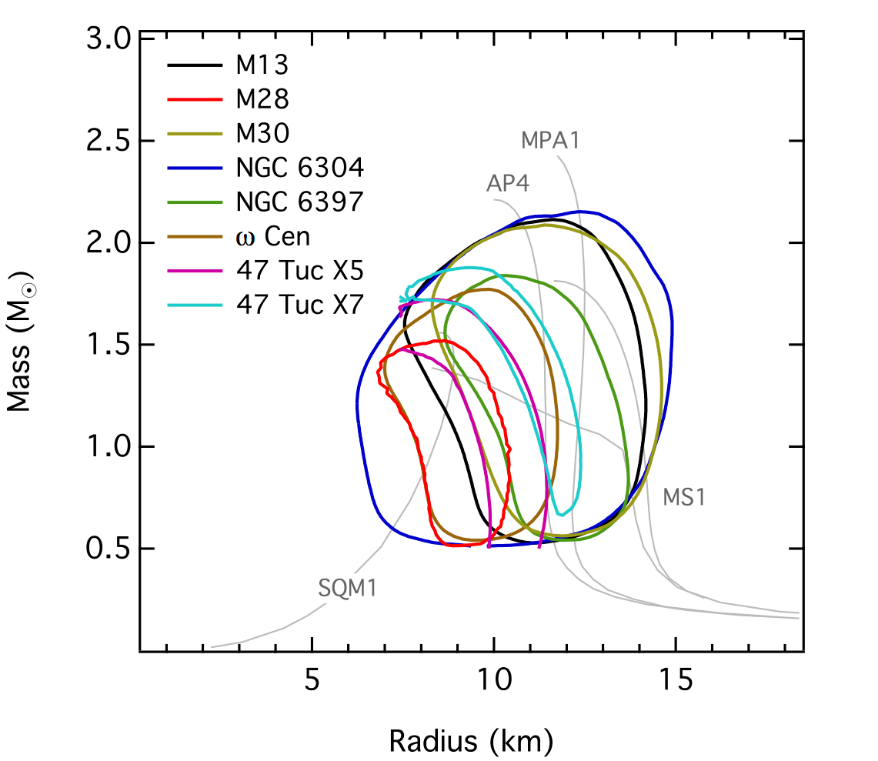 3.0
2.5
2.0
1.5
1.0
0.5
Mass (M☉)
M13
M28
M30
NGC 6304
NGC 6397
ω Cen
47 Tuc X5
47 Tuc X7
MPA1
AP4
MS1
SQM1
5 10 15
Radius (km)